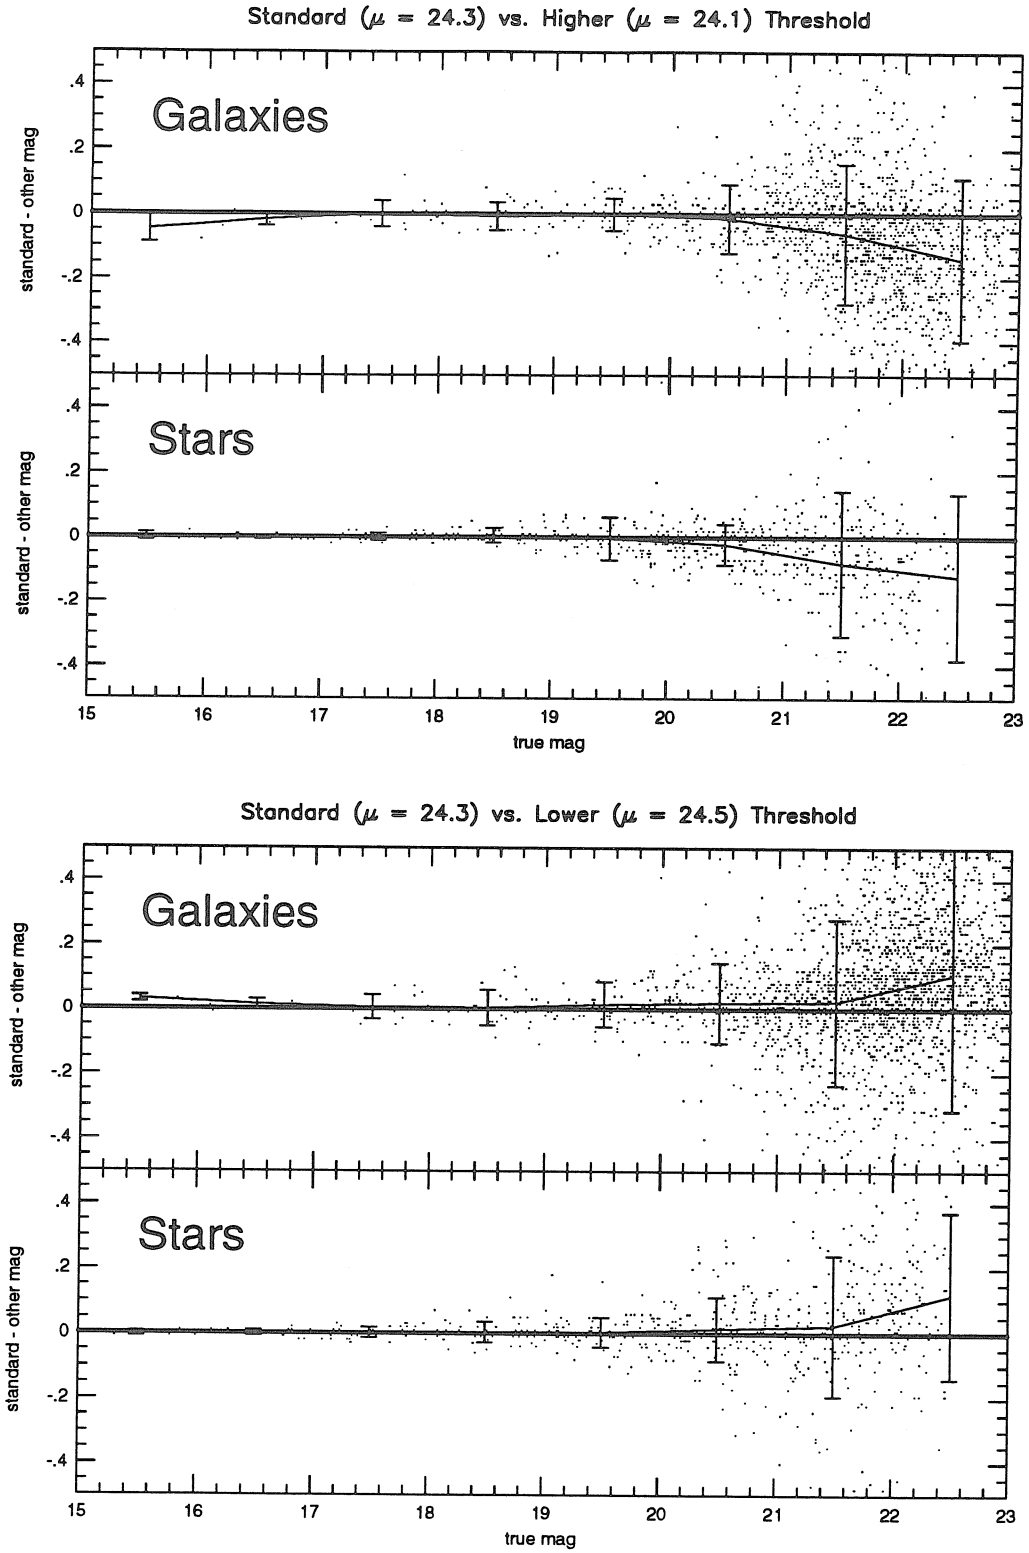 Standard (μ = 24.3) vs. Higher (μ = 24.1) Threshold
Galaxies
standard - other mag
.4
.2
0
-.2
-.4
Stars
standard - other mag
.4
.2
0
-.2
-.4
15 16 17 18 19 20 21 22 23
true mag
Standard (μ = 24.3) vs. Lower (μ = 24.5) Threshold
Galaxies
standard - other mag
.4
.2
0
-.2
-.4
Stars
standard - other mag
.4
.2
0
-.2
-.4
15 16 17 18 19 20 21 22 23
true mag